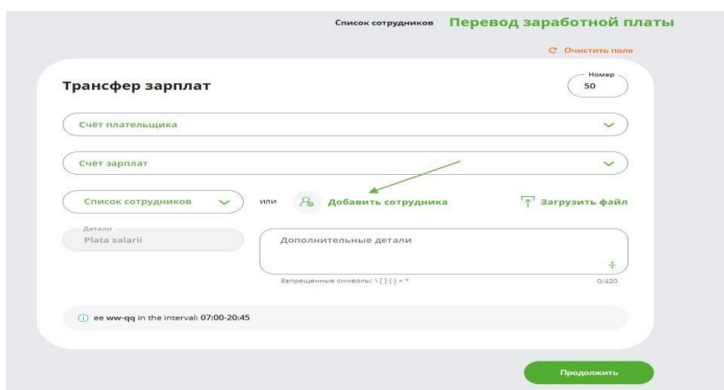 Список сотрудников Перевод заработной платы
Очистить поля
Трансфер зарплат
Номер
50
Счёт плательщика
Счёт зарплат
Список сотрудников или Добавить сотрудника Загрузить файл
Детали
Plata salarii
Дополнительные детали
Запрещенные символы: \ [ ] { } = * 0/420
ee ww-qq in the interval: 07:00-20:45
Продолжить